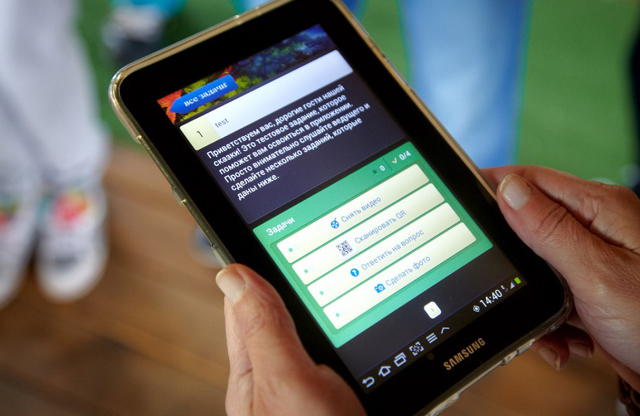 все задачи
1 test
Приветствуем вас, дорогие гости нашей
сказки! Это тестовое задание, которое
поможет вам освоиться в приложении.
Просто внимательно слушайте ведущего и
сделайте несколько заданий, которые
даны ниже.
Задачи 0 0/4
Снять видео
Сканировать QR
Ответить на вопрос
Сделать фото
14:40
SAMSUNG